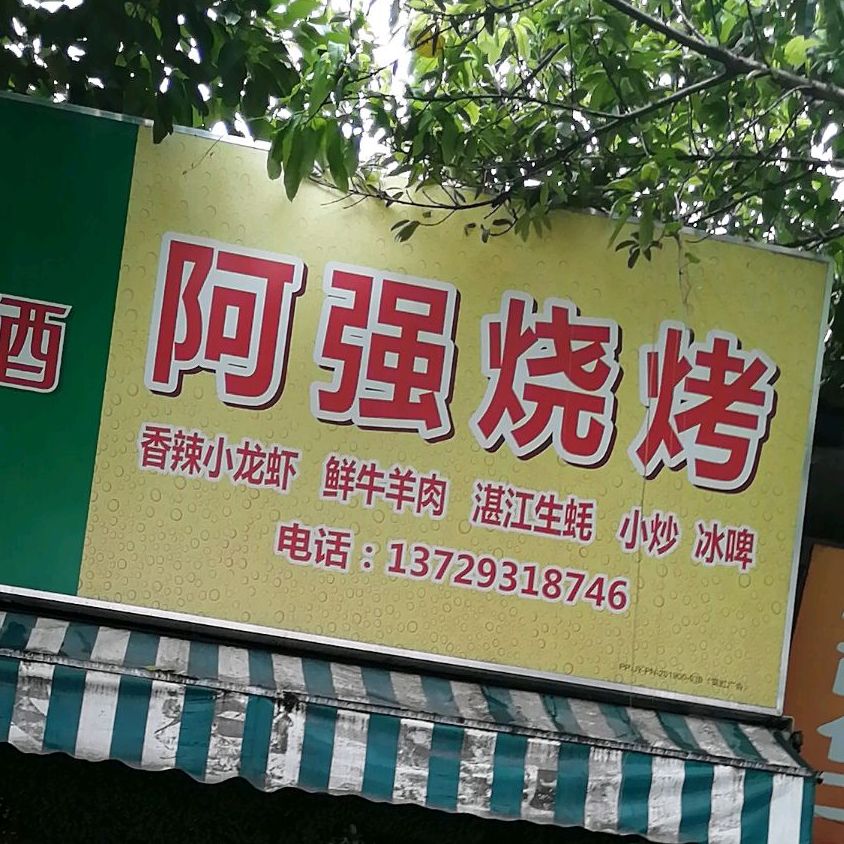 酒
阿强烧烤
香辣小龙虾 鲜牛羊肉 湛江生蚝 小炒 冰啤
电话：13729318746